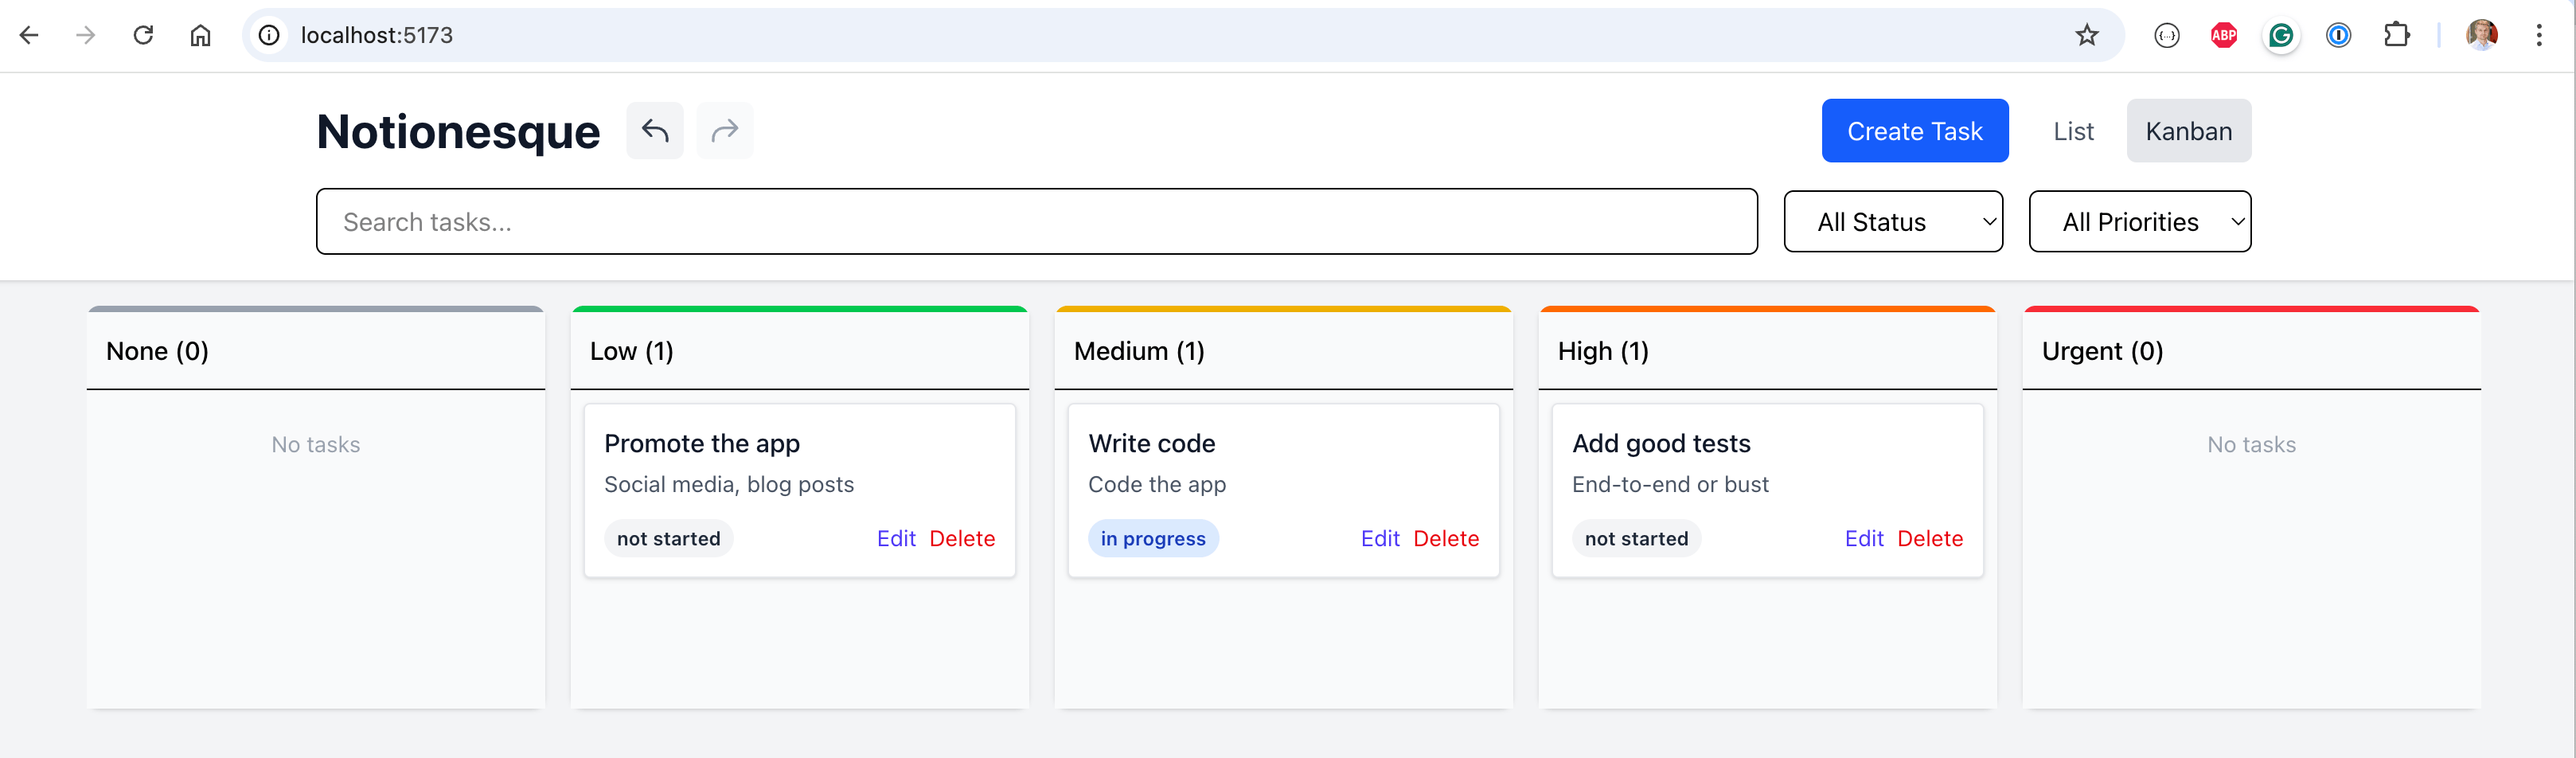 localhost:5173
ABP
Notionesque
Create Task
List
Kanban
Search tasks...
All Status
All Priorities
None (0)
Low (1)
Medium (1)
High (1)
Urgent (0)
No tasks
Promote the app
Social media, blog posts
not started
Edit Delete
Write code
Code the app
in progress
Edit Delete
Add good tests
End-to-end or bust
not started
Edit Delete
No tasks